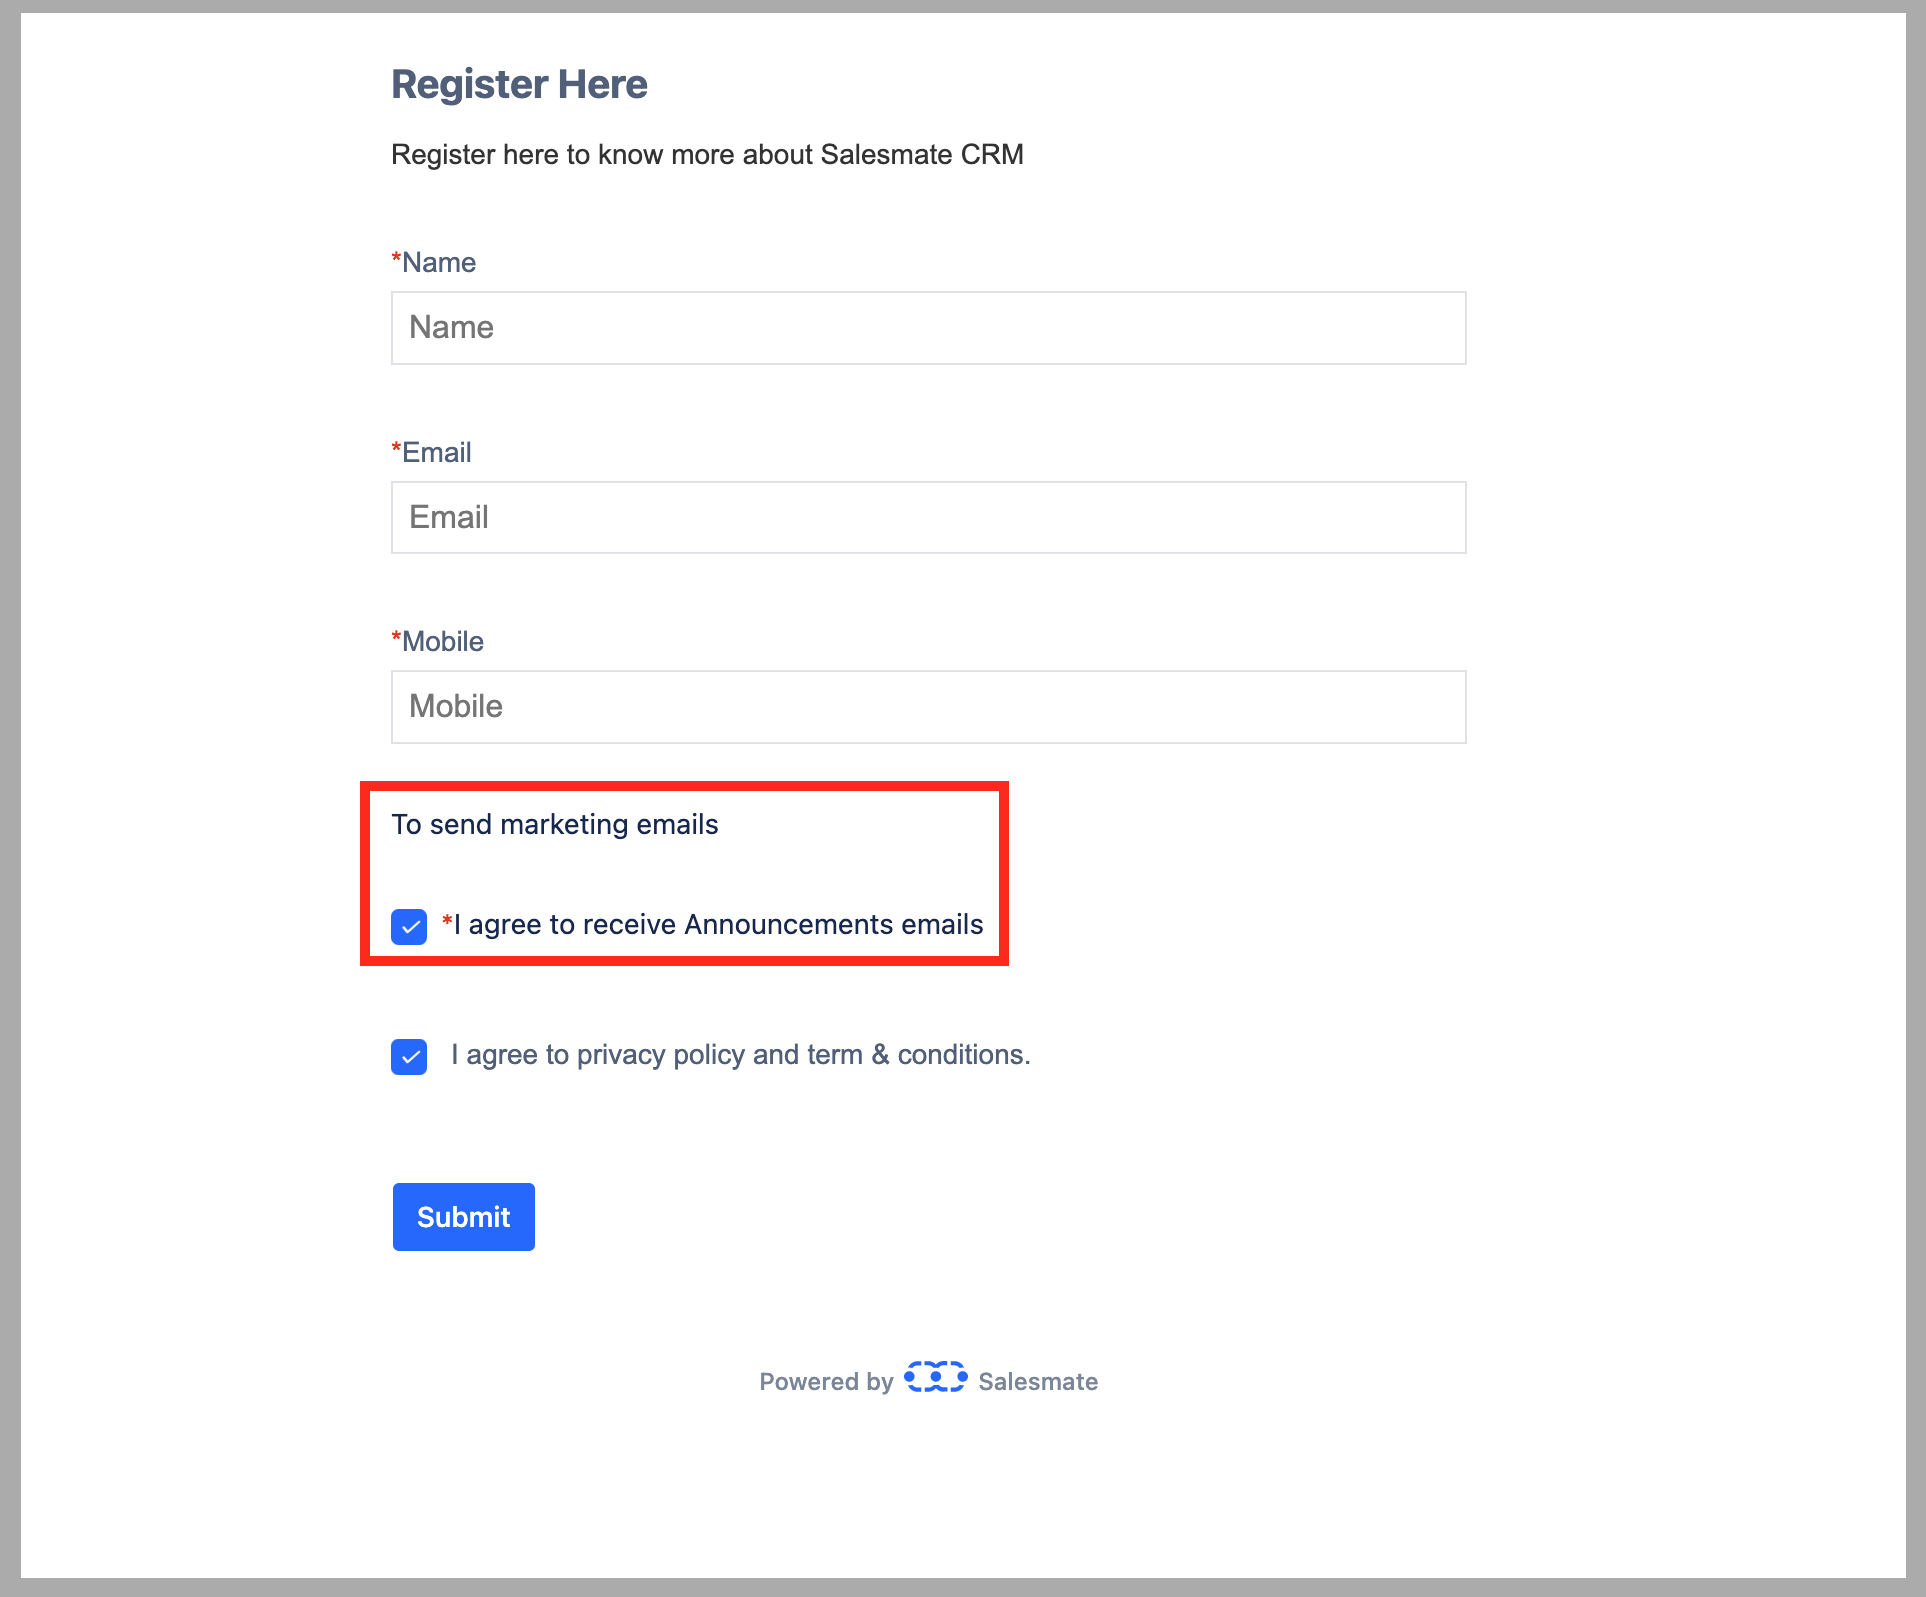 Register Here
Register here to know more about Salesmate CRM
*Name
Name
*Email
Email
*Mobile
Mobile
To send marketing emails
*I agree to receive Announcements emails
I agree to privacy policy and term & conditions.
Submit
Powered by Salesmate